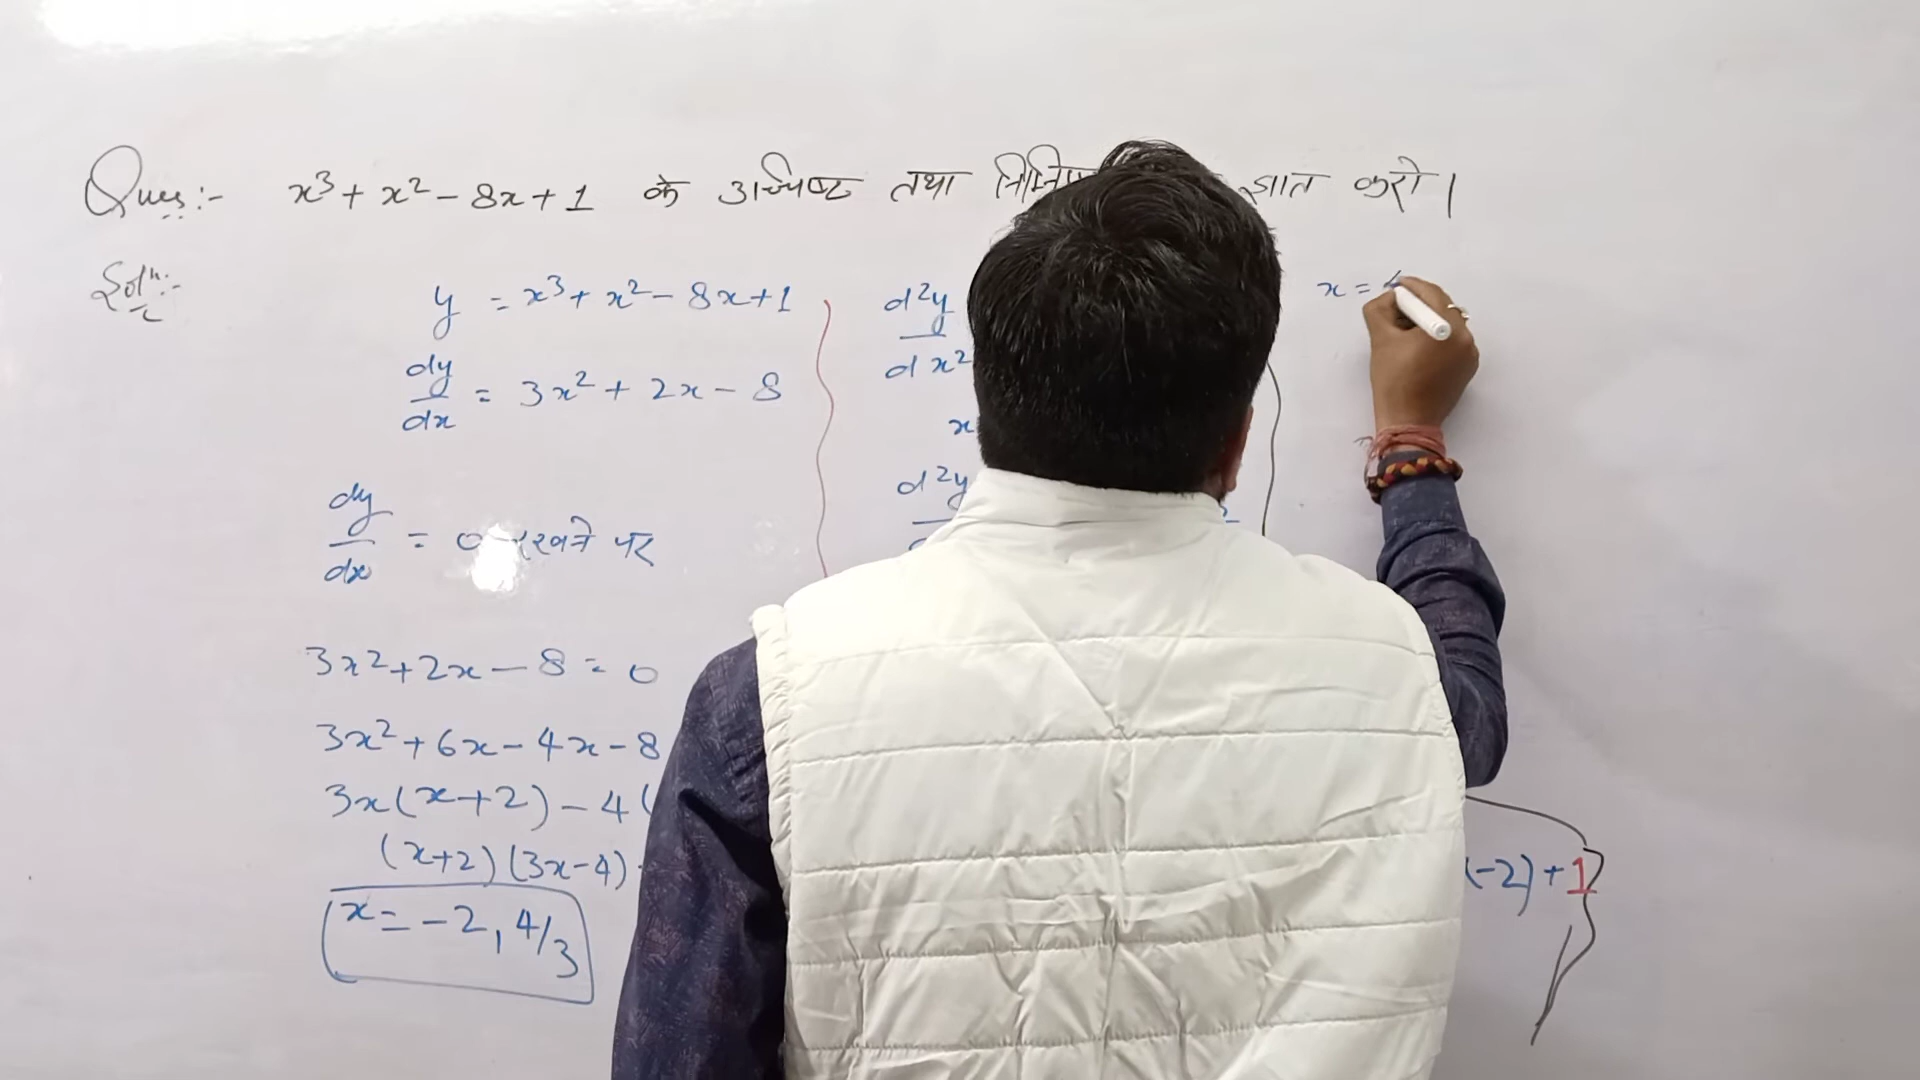 Ques:- x³ + x² - 8x + 1 के उच्चिष्ट तथा ज्ञात करो।
Solⁿ:-
y = x³ + x² - 8x + 1
dy/dx = 3x² + 2x - 8
dy/dx = 0 रखने पर
3x² + 2x - 8 = 0
3x² + 6x - 4x - 8
3x(x+2) - 4(
(x+2)(3x-4)
x = -2, 4/3
d²y
dx²
x
d²y
x =
(-2) + 1